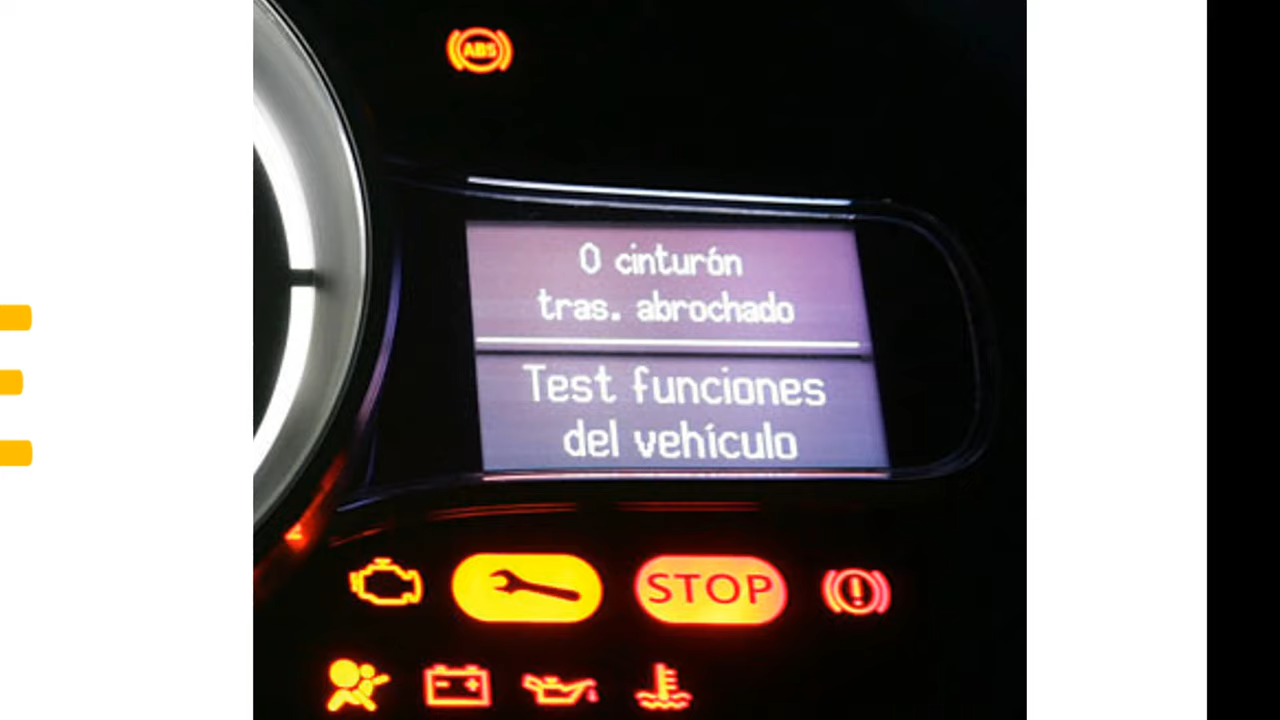 ABS
0 cinturón
tras. abrochado
Test funciones
del vehículo
STOP